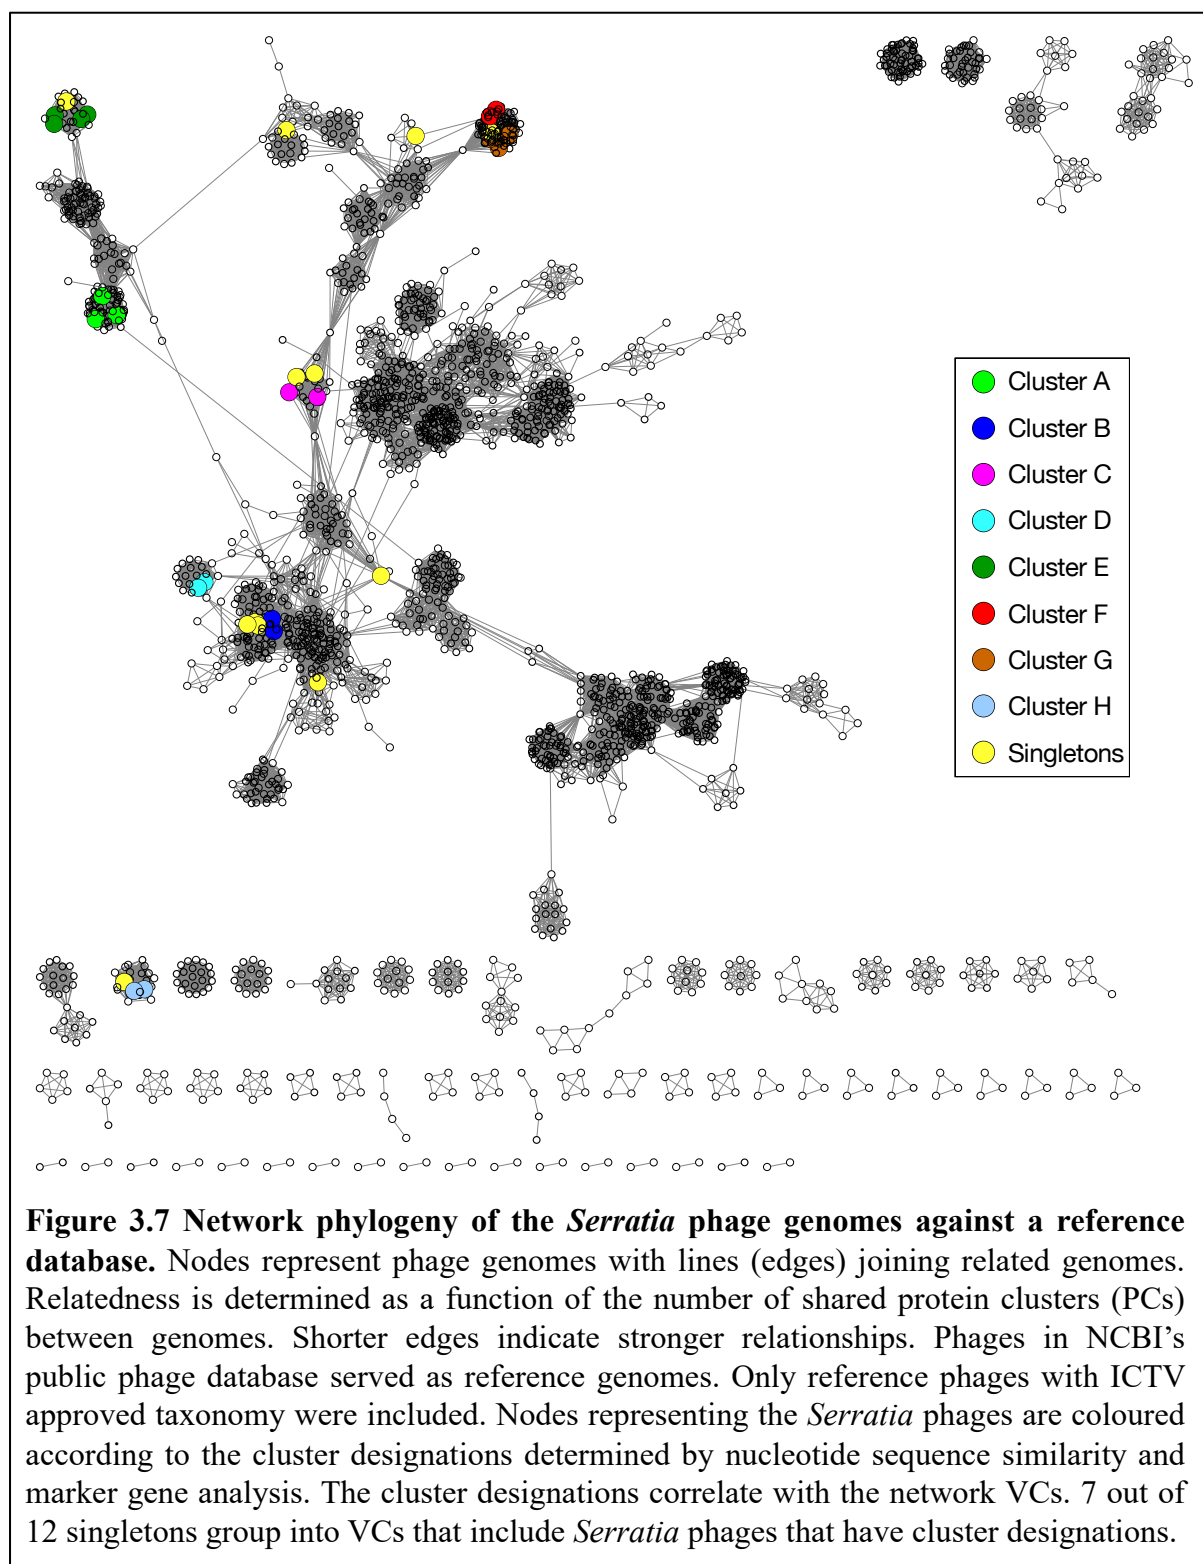 Cluster A
Cluster B
Cluster C
Cluster D
Cluster E
Cluster F
Cluster G
Cluster H
Singletons
Figure 3.7 Network phylogeny of the Serratia phage genomes against a reference
database. Nodes represent phage genomes with lines (edges) joining related genomes.
Relatedness is determined as a function of the number of shared protein clusters (PCs)
between genomes. Shorter edges indicate stronger relationships. Phages in NCBI’s
public phage database served as reference genomes. Only reference phages with ICTV
approved taxonomy were included. Nodes representing the Serratia phages are coloured
according to the cluster designations determined by nucleotide sequence similarity and
marker gene analysis. The cluster designations correlate with the network VCs. 7 out of
12 singletons group into VCs that include Serratia phages that have cluster designations.